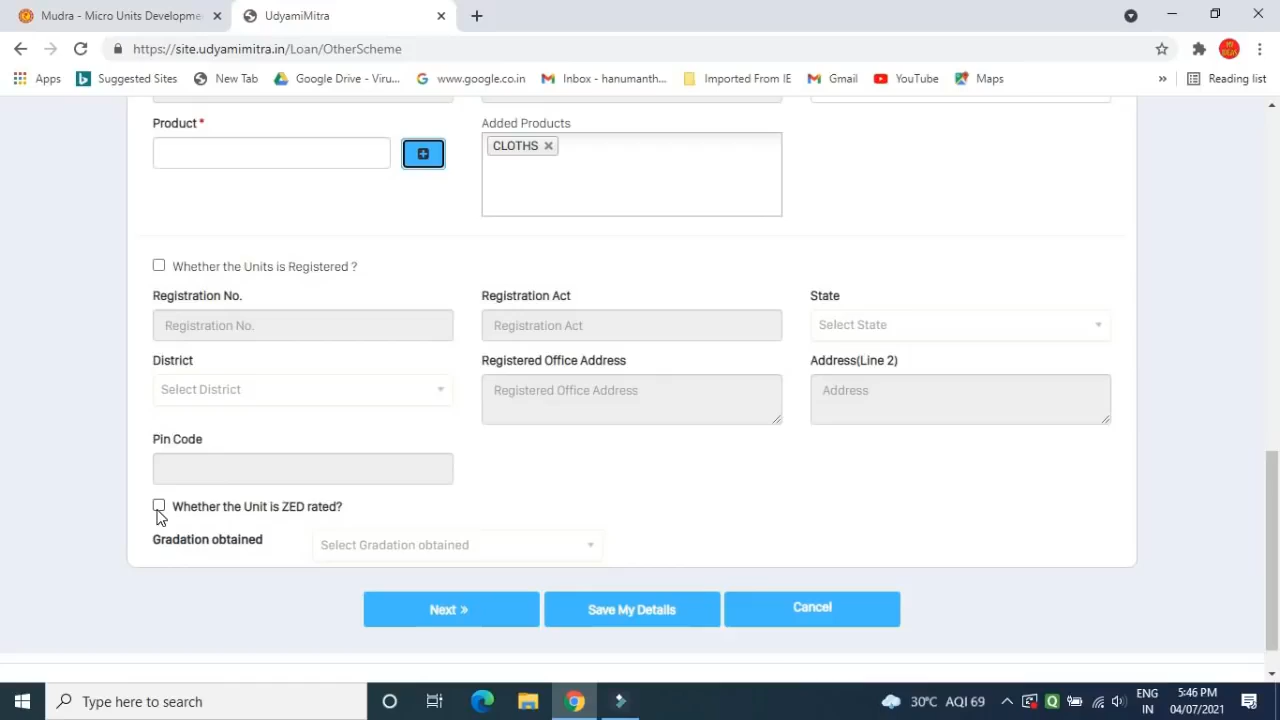 Mudra - Micro Units Developme
UdyamiMitra
https://site.udyamimitra.in/Loan/OtherScheme
Apps
Suggested Sites
New Tab
Google Drive - Viru...
www.google.co.in
Inbox - hanumanth...
Imported From IE
Gmail
YouTube
Maps
»
Reading list
Product *
Added Products
CLOTHS ×
Whether the Units is Registered ?
Registration No.
Registration Act
State
Registration No.
Registration Act
Select State
District
Registered Office Address
Address(Line 2)
Select District
Registered Office Address
Address
Pin Code
Whether the Unit is ZED rated?
Gradation obtained
Select Gradation obtained
Next »
Save My Details
Cancel
Type here to search
30°C AQI 69
ENG
IN
5:46 PM
04/07/2021